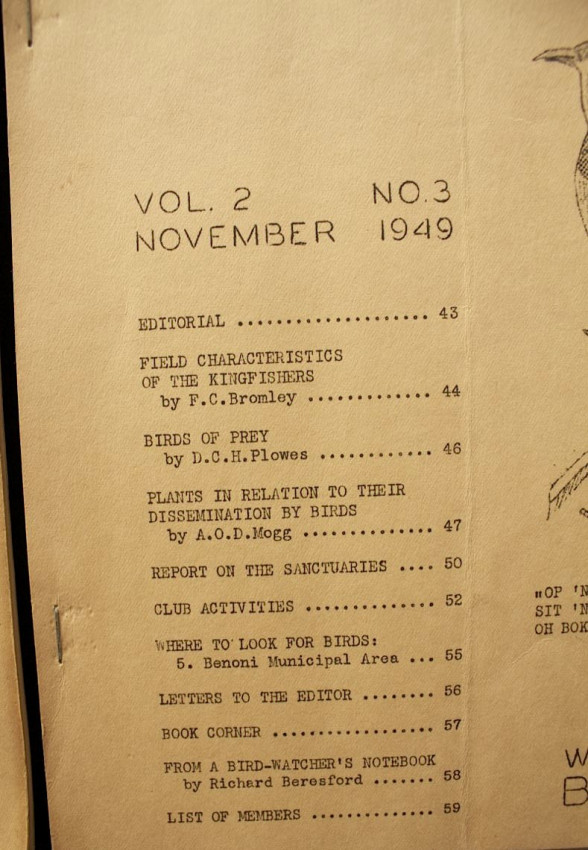 VOL. 2 NO.3
NOVEMBER 1949
EDITORIAL .................... 43
FIELD CHARACTERISTICS
OF THE KINGFISHERS
by F.C.Bromley ............. 44
BIRDS OF PREY
by D.C.H.Plowes ............ 46
PLANTS IN RELATION TO THEIR
DISSEMINATION BY BIRDS
by A.O.D.Mogg .............. 47
REPORT ON THE SANCTUARIES .... 50
CLUB ACTIVITIES .............. 52
WHERE TO LOOK FOR BIRDS:
5. Benoni Municipal Area ... 55
LETTERS TO THE EDITOR ........ 56
BOOK CORNER .................. 57
FROM A BIRD-WATCHER'S NOTEBOOK
by Richard Beresford ....... 58
LIST OF MEMBERS .............. 59
„OP 'N
SIT 'N
OH BOK
W
B